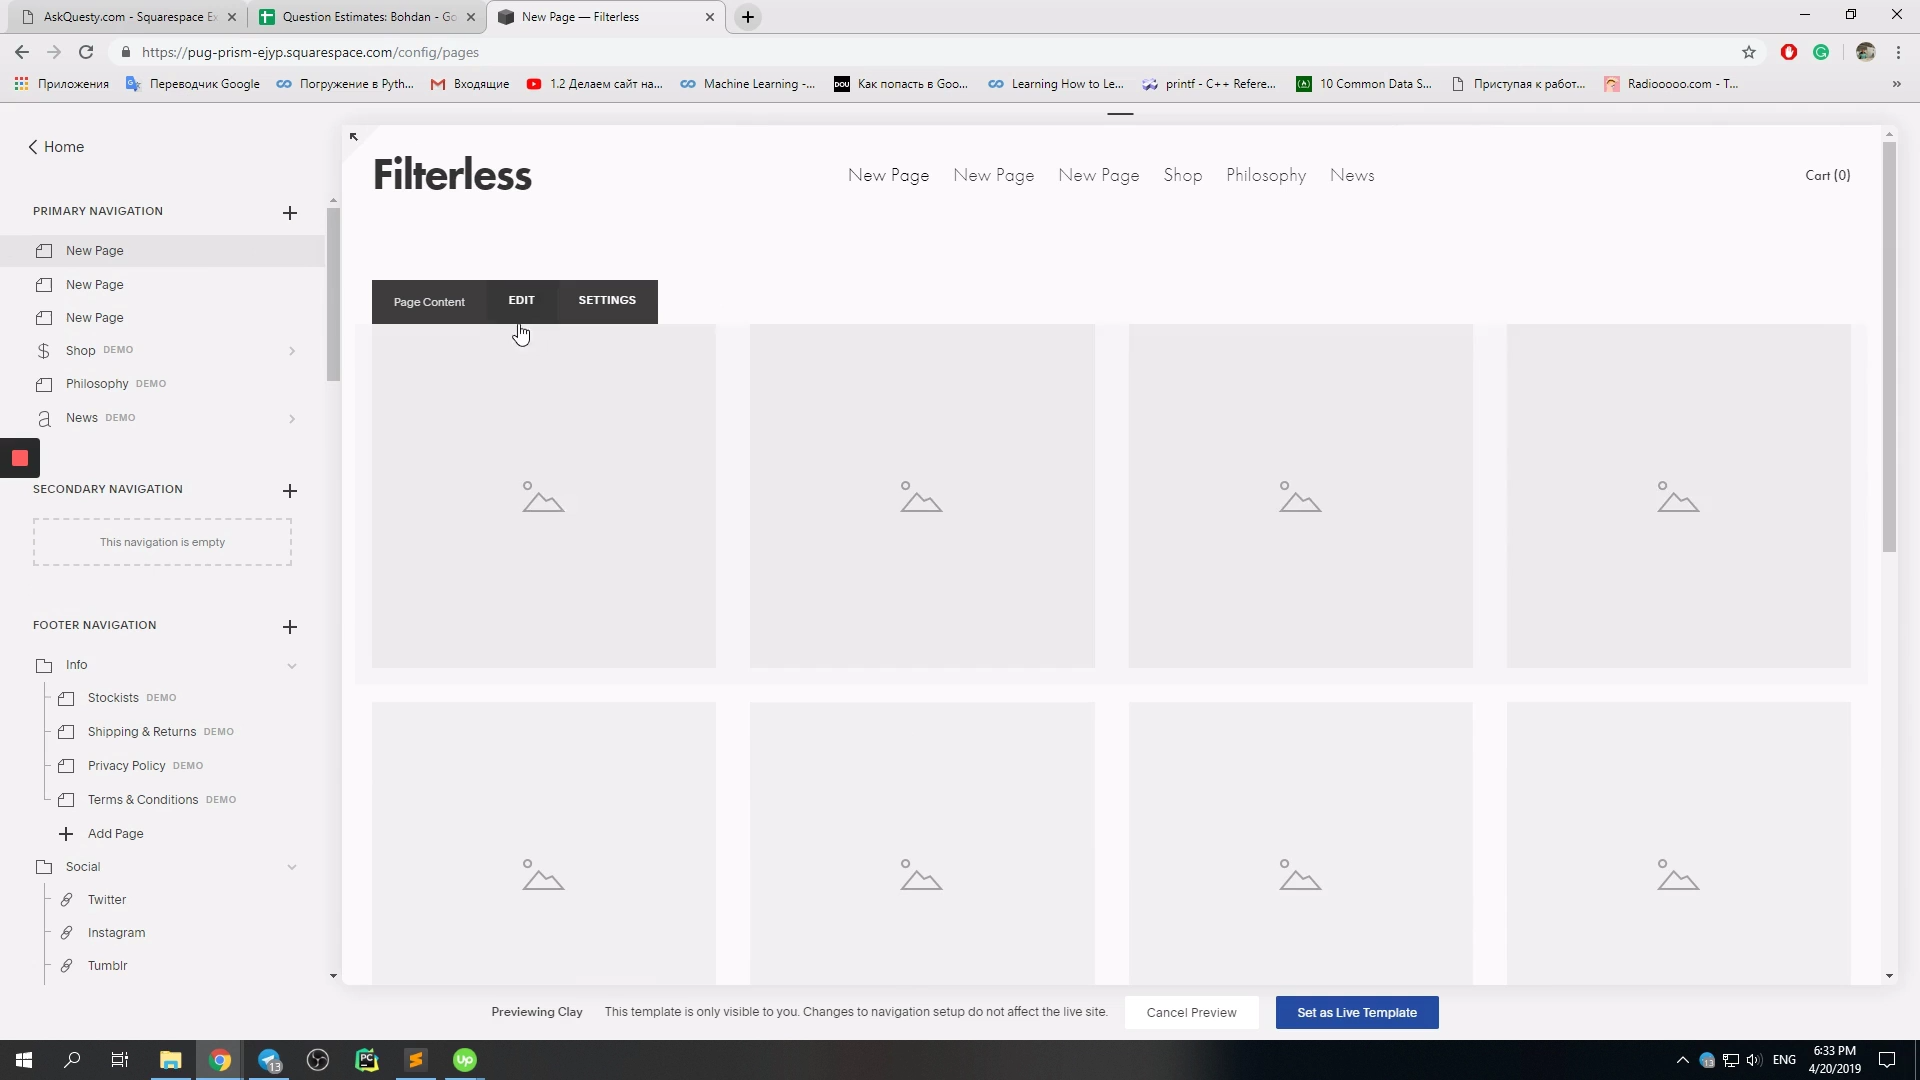 AskQuesty.com - Squarespace Ex
Question Estimates: Bohdan - Go
New Page — Filterless
https://pug-prism-ejyp.squarespace.com/config/pages
Приложения
Переводчик Google
Погружение в Pyth...
Входящие
1.2 Делаем сайт на...
Machine Learning -...
DOU
Как попасть в Goo...
Learning How to Le...
printf - C++ Refere...
10 Common Data S...
Приступая к работ...
Radiooooo.com - T...
»
Home
PRIMARY NAVIGATION
New Page
New Page
New Page
Shop DEMO
Philosophy DEMO
News DEMO
SECONDARY NAVIGATION
This navigation is empty
FOOTER NAVIGATION
Info
Stockists DEMO
Shipping & Returns DEMO
Privacy Policy DEMO
Terms & Conditions DEMO
Add Page
Social
Twitter
Instagram
Tumblr
Filterless
New Page New Page New Page Shop Philosophy News
Cart (0)
Page Content EDIT SETTINGS
Previewing Clay This template is only visible to you. Changes to navigation setup do not affect the live site. Cancel Preview Set as Live Template
13
PC
Up
13
ENG
6:33 PM
4/20/2019